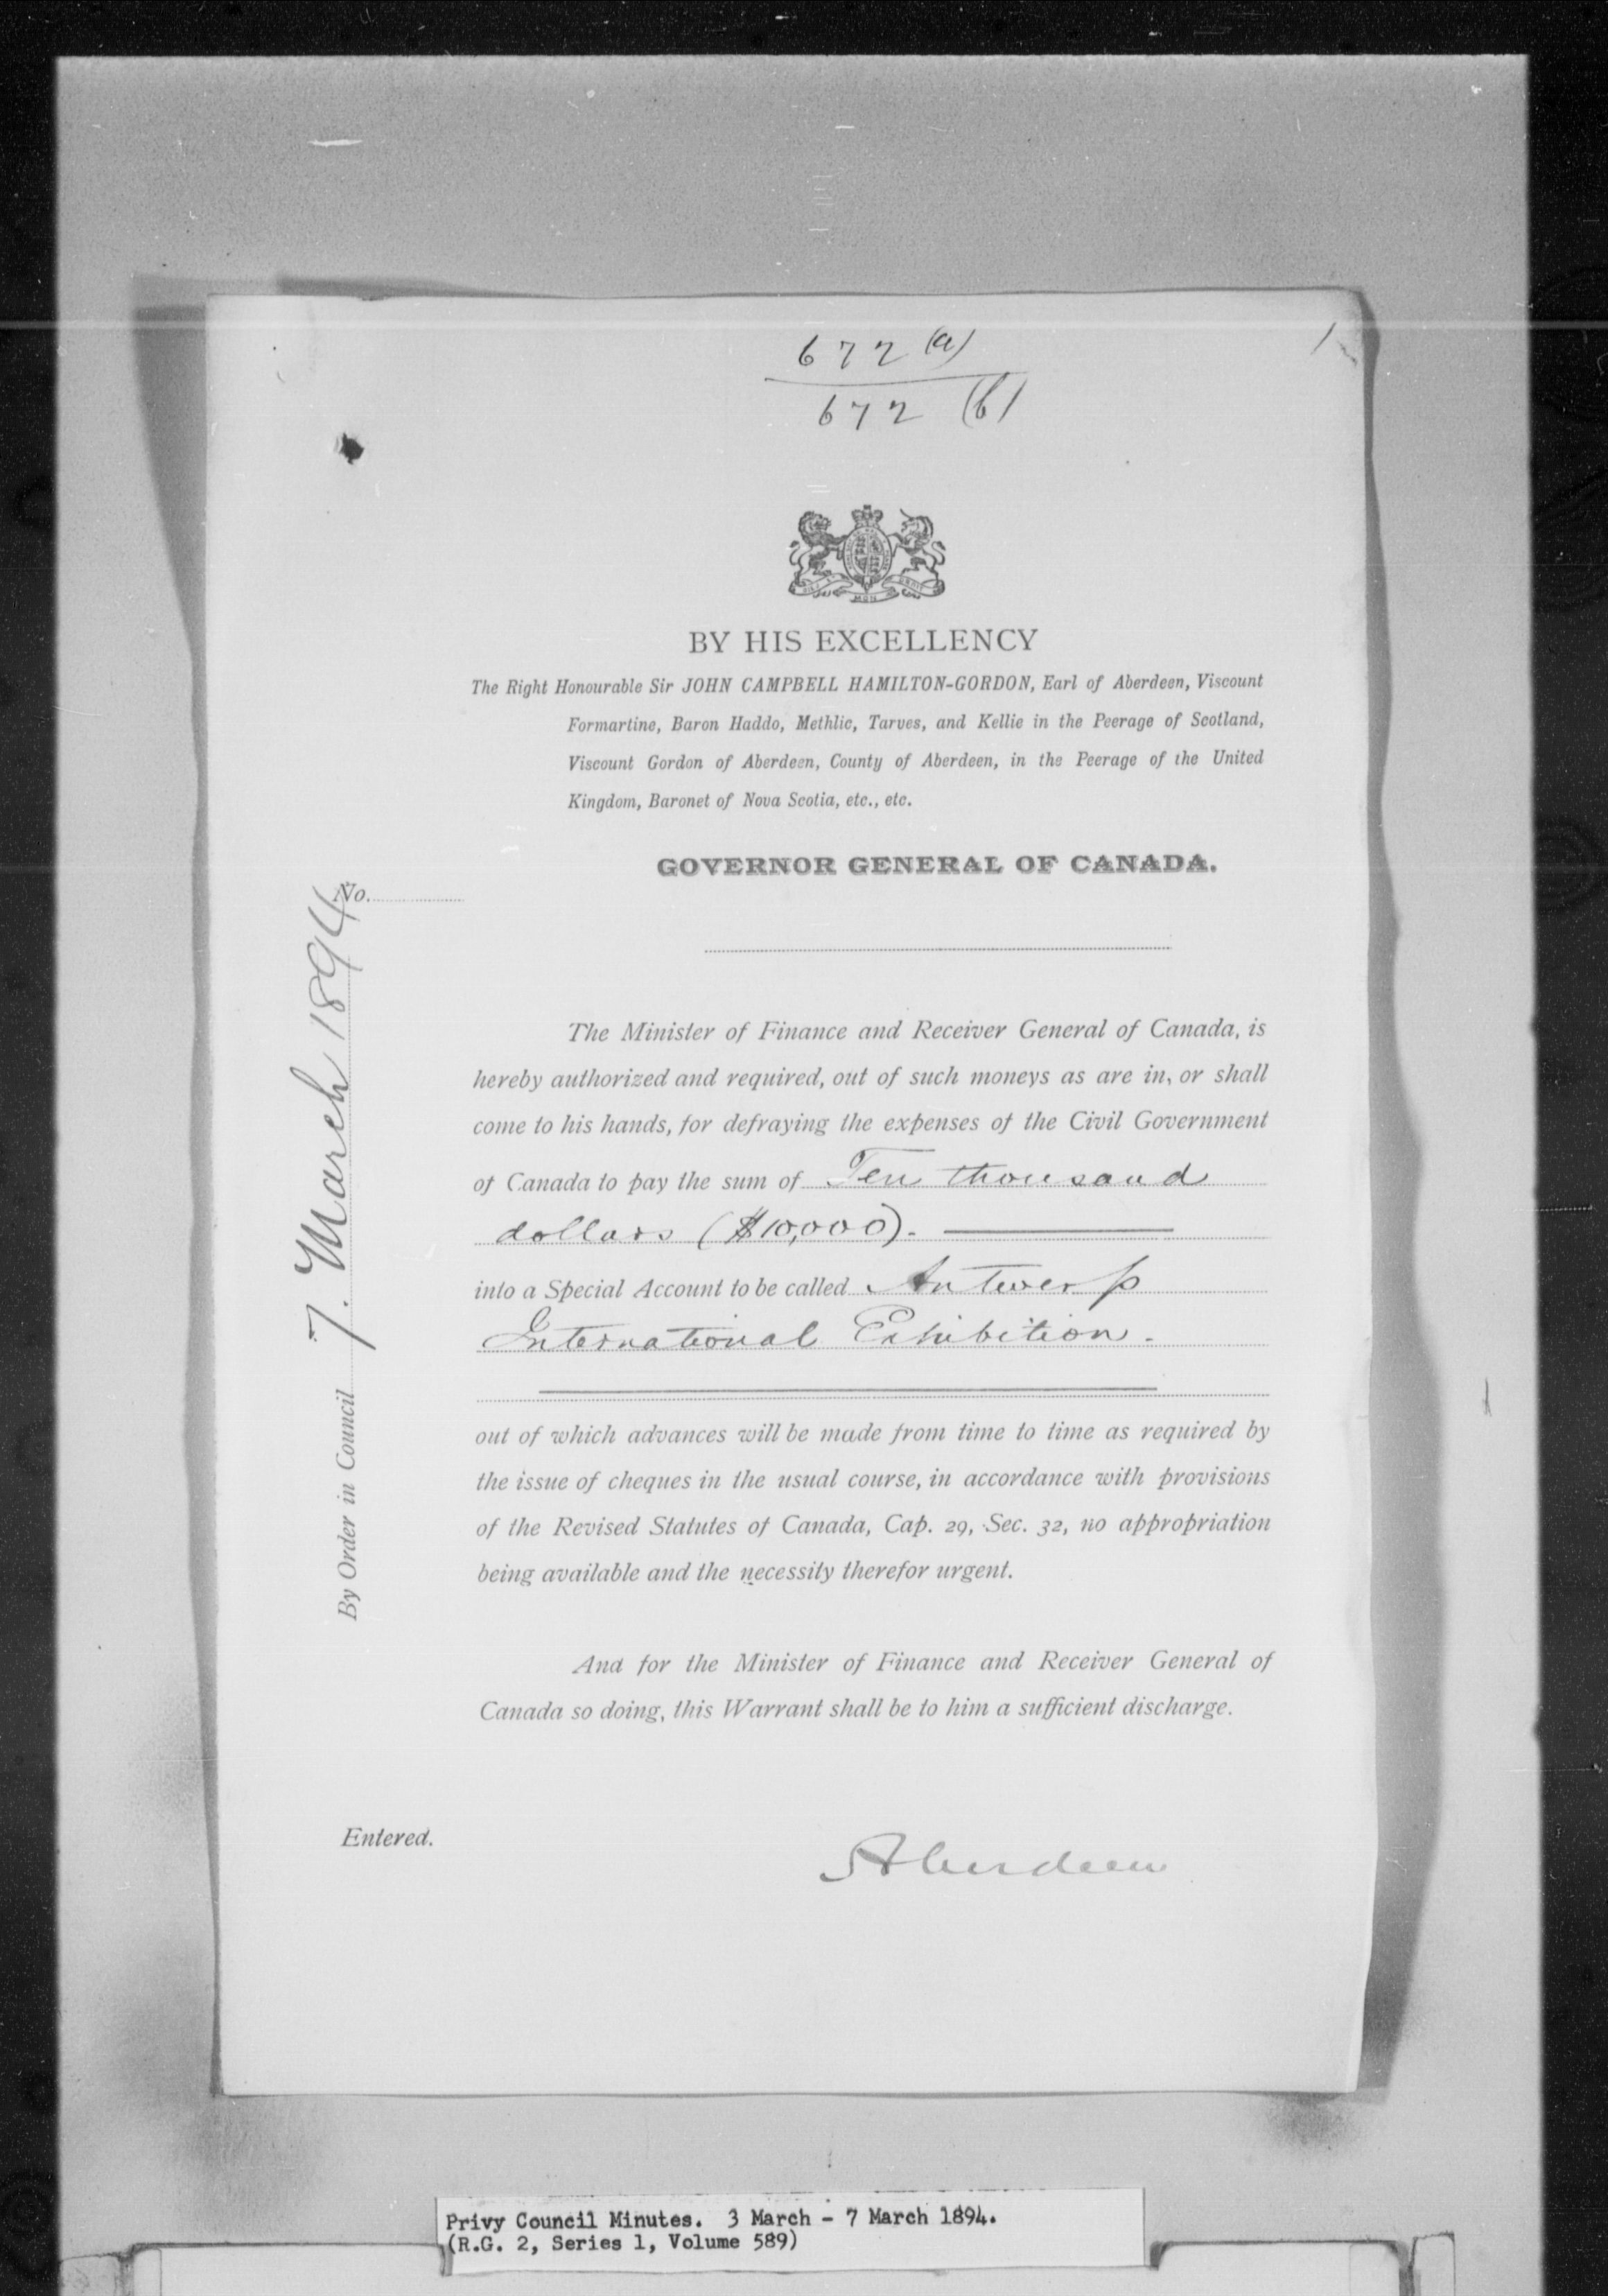 672 (a)
672 (b)
BY HIS EXCELLENCY
The Right Honourable Sir JOHN CAMPBELL HAMILTON-GORDON, Earl of Aberdeen, Viscount
Formartine, Baron Haddo, Methlic, Tarves, and Kellie in the Peerage of Scotland,
Viscount Gordon of Aberdeen, County of Aberdeen, in the Peerage of the United
Kingdom, Baronet of Nova Scotia, etc., etc.
GOVERNOR GENERAL OF CANADA.
No.
By Order in Council 7. March 1894
The Minister of Finance and Receiver General of Canada, is
hereby authorized and required, out of such moneys as are in, or shall
come to his hands, for defraying the expenses of the Civil Government
of Canada to pay the sum of Ten thousand
dollars ($10,000).
into a Special Account to be called Antwerp
International Exhibition.
out of which advances will be made from time to time as required by
the issue of cheques in the usual course, in accordance with provisions
of the Revised Statutes of Canada, Cap. 29, Sec. 32, no appropriation
being available and the necessity therefor urgent.
And for the Minister of Finance and Receiver General of
Canada so doing, this Warrant shall be to him a sufficient discharge.
Entered.
Aberdeen
Privy Council Minutes. 3 March - 7 March 1894.
(R.G. 2, Series 1, Volume 589)